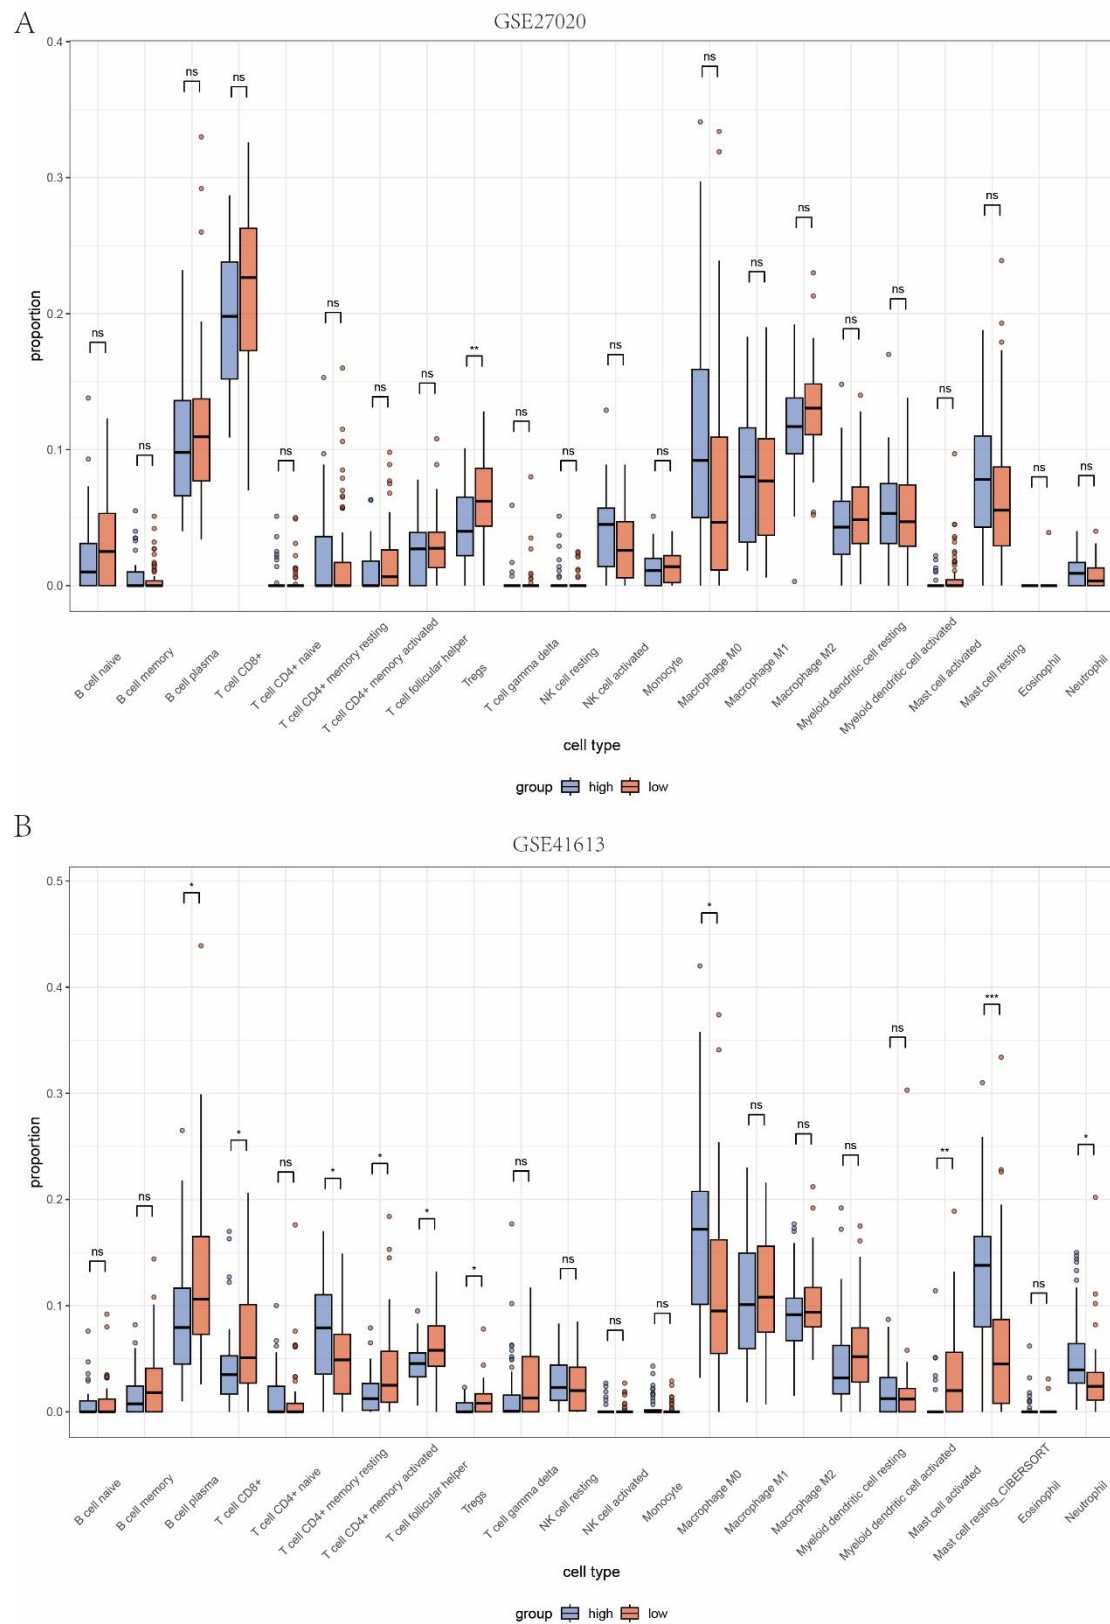 A
GSE27020
0.4
0.3
0.2
0.1
0.0
proportion
ns
ns
ns
ns
ns
ns
ns
ns
**
ns
ns
ns
ns
ns
ns
ns
ns
ns
ns
ns
ns
ns
B cell naive
B cell memory
B cell plasma
T cell CD8+
T cell CD4+ naive
T cell CD4+ memory resting
T cell CD4+ memory activated
T cell follicular helper
Tregs
T cell gamma delta
NK cell resting
NK cell activated
Monocyte
Macrophage M0
Macrophage M1
Macrophage M2
Myeloid dendritic cell resting
Myeloid dendritic cell activated
Mast cell activated
Mast cell resting
Eosinophil
Neutrophil
cell type
group high low
B
GSE41613
0.5
0.4
0.3
0.2
0.1
0.0
proportion
ns
ns
*
*
ns
*
*
*
*
ns
ns
ns
ns
*
ns
ns
ns
ns
**
***
ns
*
B cell naive
B cell memory
B cell plasma
T cell CD8+
T cell CD4+ naive
T cell CD4+ memory resting
T cell CD4+ memory activated
T cell follicular helper
Tregs
T cell gamma delta
NK cell resting
NK cell activated
Monocyte
Macrophage M0
Macrophage M1
Macrophage M2
Myeloid dendritic cell resting
Myeloid dendritic cell activated
Mast cell activated
Mast cell resting_CIBERSORT
Eosinophil
Neutrophil
cell type
group high low